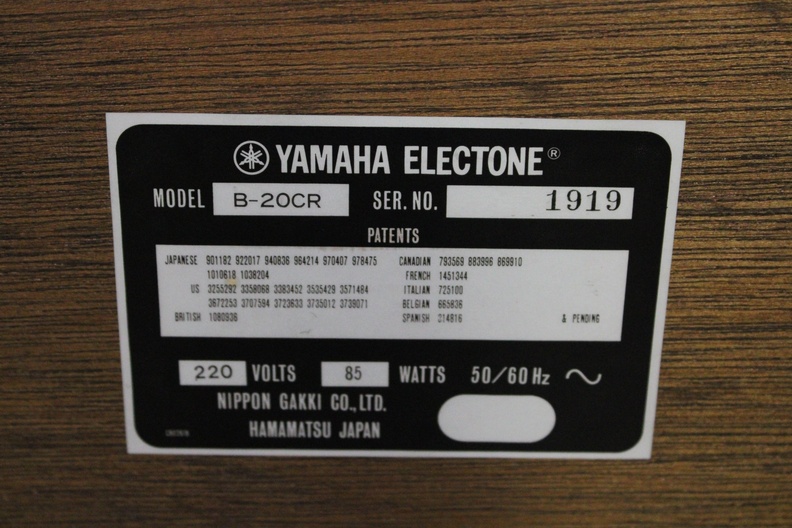 YAMAHA ELECTONE®
MODEL B-20CR SER. NO. 1919
PATENTS
JAPANESE 901182 922017 940636 964214 970407 978475 CANADIAN 793569 883996 869910
1010618 1038204 FRENCH 1451344
US 3255292 3358068 3383452 3535429 3571484 ITALIAN 725100
3672253 3707594 3723633 3735012 3739071 BELGIAN 665836
BRITISH 1080936 SPANISH 214816 & PENDING
220 VOLTS 85 WATTS 50/60 Hz ~
NIPPON GAKKI CO., LTD.
HAMAMATSU JAPAN